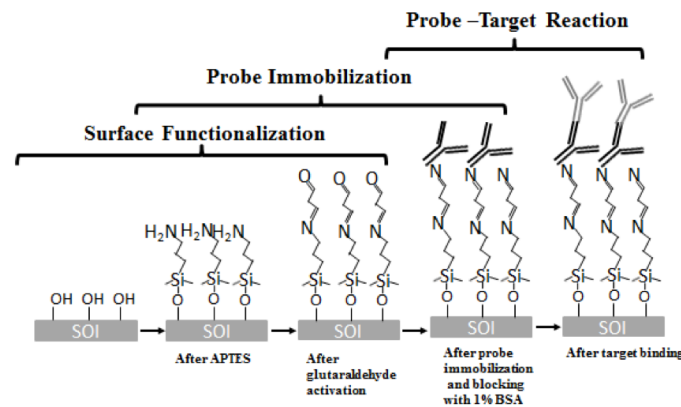 Probe –Target Reaction
Probe Immobilization
Surface Functionalization
O O O
N N N
H2N H2N H2N
N N N
N N N
N N N
N N N
Si Si Si
Si Si Si
Si Si Si
Si Si Si
OH OH OH
O O O
O O O
O O O
O O O
SOI
SOI
SOI
SOI
SOI
After APTES
After
glutaraldehyde
activation
After probe
immobilization
and blocking
with 1% BSA
After target binding